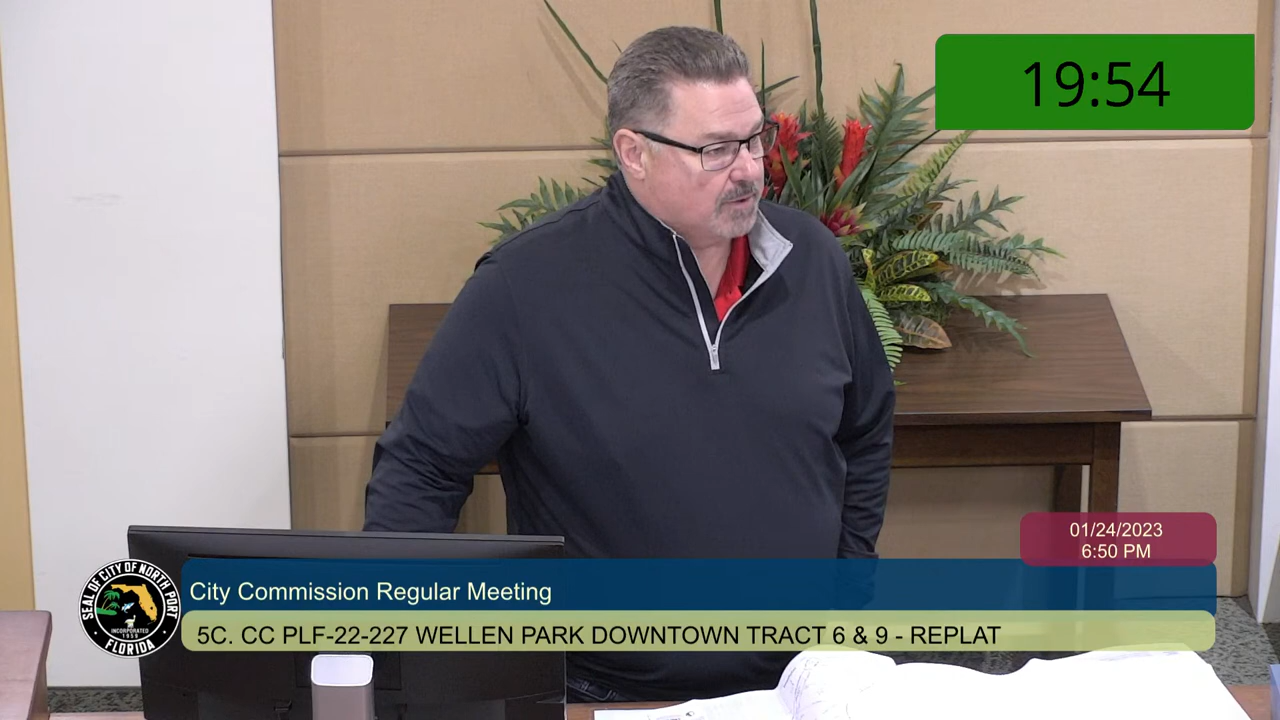 19:54
01/24/2023
6:50 PM
City Commission Regular Meeting
5C. CC PLF-22-227 WELLEN PARK DOWNTOWN TRACT 6 & 9 - REPLAT
SEAL OF CITY OF NORTH PORT
INCORPORATED
1959
FLORIDA